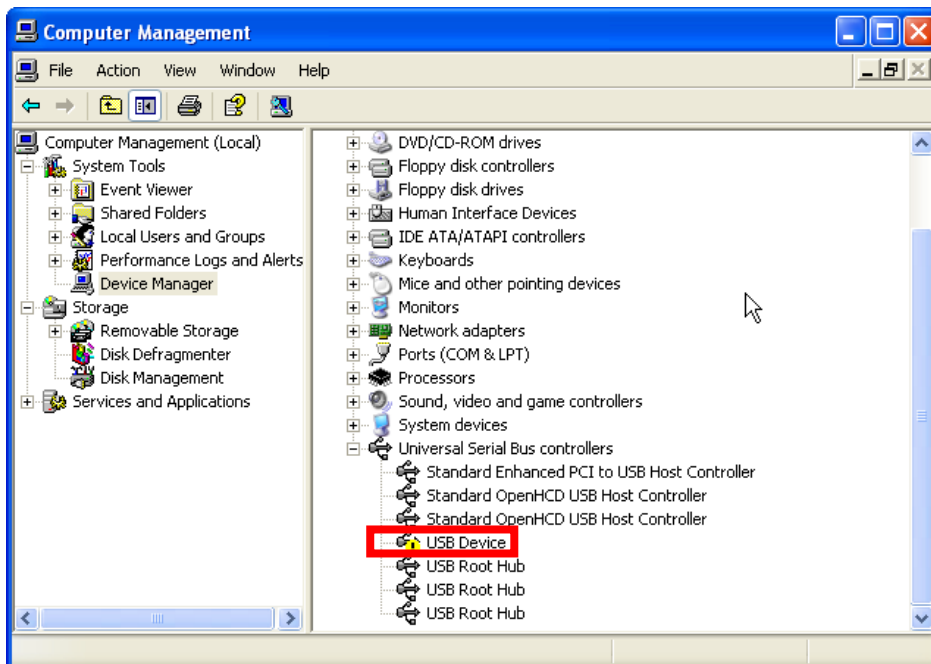 Computer Management
File Action View Window Help
Computer Management (Local)
System Tools
Event Viewer
Shared Folders
Local Users and Groups
Performance Logs and Alerts
Device Manager
Storage
Removable Storage
Disk Defragmenter
Disk Management
Services and Applications
DVD/CD-ROM drives
Floppy disk controllers
Floppy disk drives
Human Interface Devices
IDE ATA/ATAPI controllers
Keyboards
Mice and other pointing devices
Monitors
Network adapters
Ports (COM & LPT)
Processors
Sound, video and game controllers
System devices
Universal Serial Bus controllers
Standard Enhanced PCI to USB Host Controller
Standard OpenHCD USB Host Controller
Standard OpenHCD USB Host Controller
USB Device
USB Root Hub
USB Root Hub
USB Root Hub